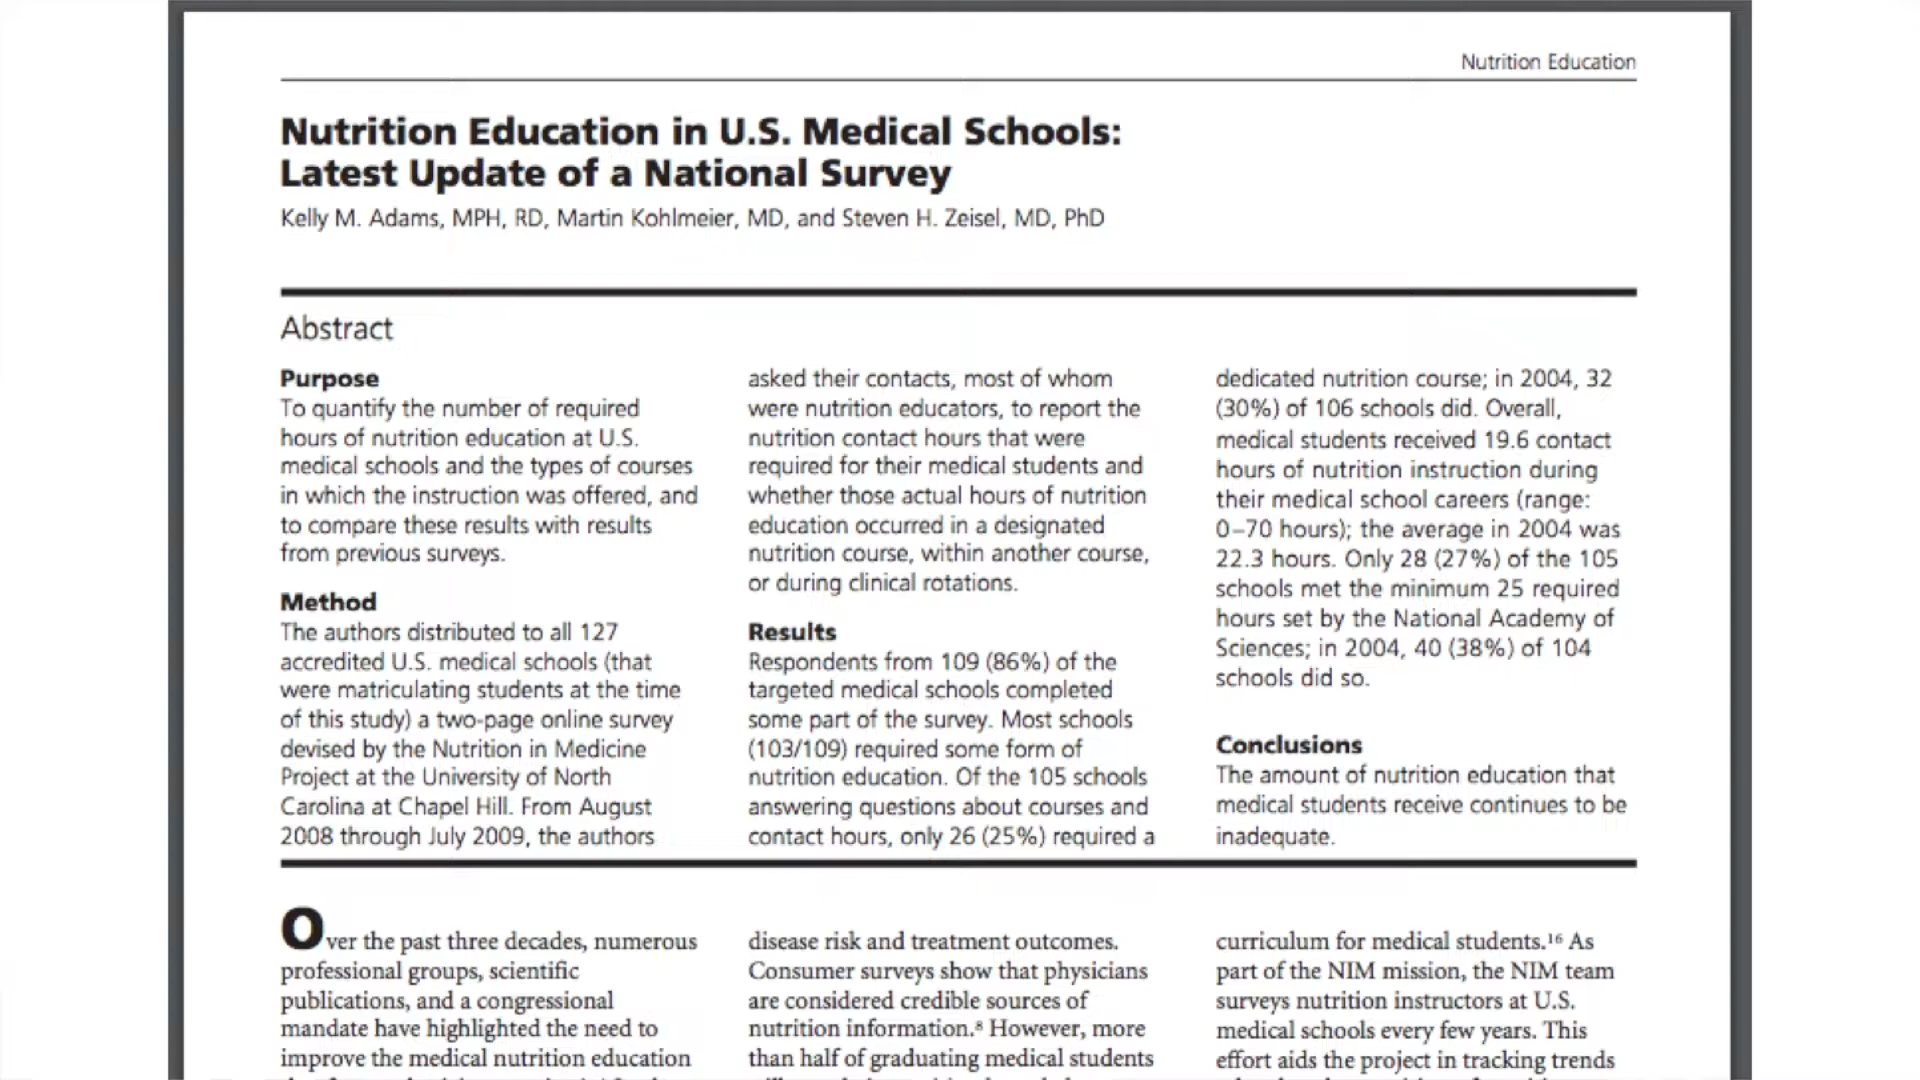 Nutrition Education
Nutrition Education in U.S. Medical Schools:
Latest Update of a National Survey
Kelly M. Adams, MPH, RD, Martin Kohlmeier, MD, and Steven H. Zeisel, MD, PhD
Abstract
Purpose
To quantify the number of required
hours of nutrition education at U.S.
medical schools and the types of courses
in which the instruction was offered, and
to compare these results with results
from previous surveys.
Method
The authors distributed to all 127
accredited U.S. medical schools (that
were matriculating students at the time
of this study) a two-page online survey
devised by the Nutrition in Medicine
Project at the University of North
Carolina at Chapel Hill. From August
2008 through July 2009, the authors
asked their contacts, most of whom
were nutrition educators, to report the
nutrition contact hours that were
required for their medical students and
whether those actual hours of nutrition
education occurred in a designated
nutrition course, within another course,
or during clinical rotations.
Results
Respondents from 109 (86%) of the
targeted medical schools completed
some part of the survey. Most schools
(103/109) required some form of
nutrition education. Of the 105 schools
answering questions about courses and
contact hours, only 26 (25%) required a
dedicated nutrition course; in 2004, 32
(30%) of 106 schools did. Overall,
medical students received 19.6 contact
hours of nutrition instruction during
their medical school careers (range:
0–70 hours); the average in 2004 was
22.3 hours. Only 28 (27%) of the 105
schools met the minimum 25 required
hours set by the National Academy of
Sciences; in 2004, 40 (38%) of 104
schools did so.
Conclusions
The amount of nutrition education that
medical students receive continues to be
inadequate.
Over the past three decades, numerous
professional groups, scientific
publications, and a congressional
mandate have highlighted the need to
improve the medical nutrition education
disease risk and treatment outcomes.
Consumer surveys show that physicians
are considered credible sources of
nutrition information.⁸ However, more
than half of graduating medical students
curriculum for medical students.¹⁶ As
part of the NIM mission, the NIM team
surveys nutrition instructors at U.S.
medical schools every few years. This
effort aids the project in tracking trends